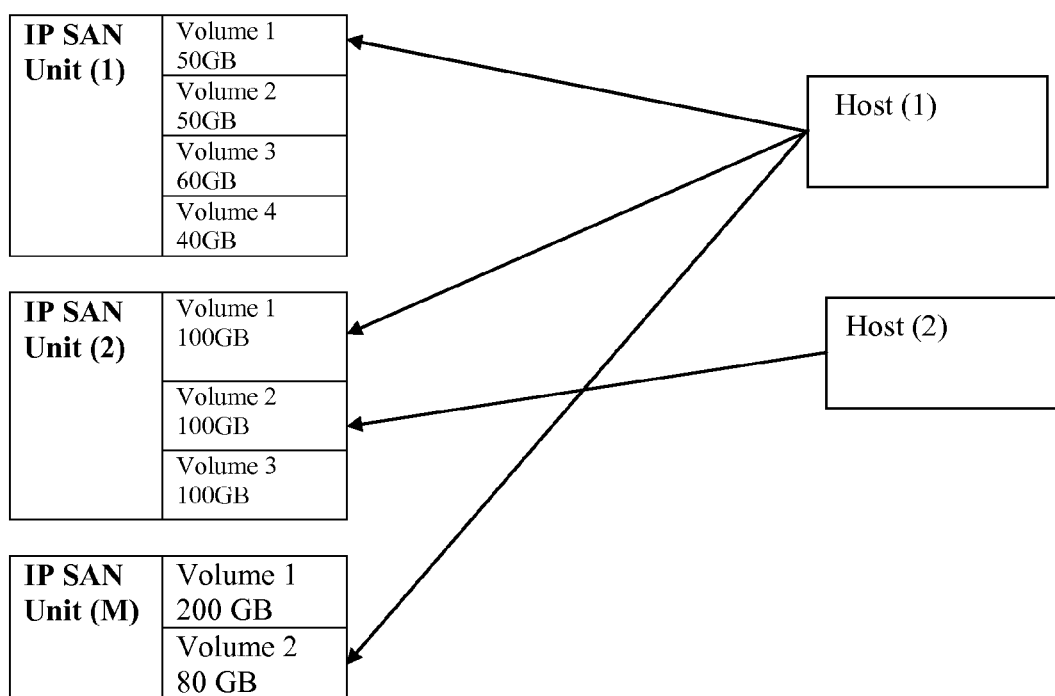 IP SAN
Unit (1)
Volume 1
50GB
Volume 2
50GB
Volume 3
60GB
Volume 4
40GB
Host (1)
IP SAN
Unit (2)
Volume 1
100GB
Volume 2
100GB
Volume 3
100GB
Host (2)
IP SAN
Unit (M)
Volume 1
200 GB
Volume 2
80 GB